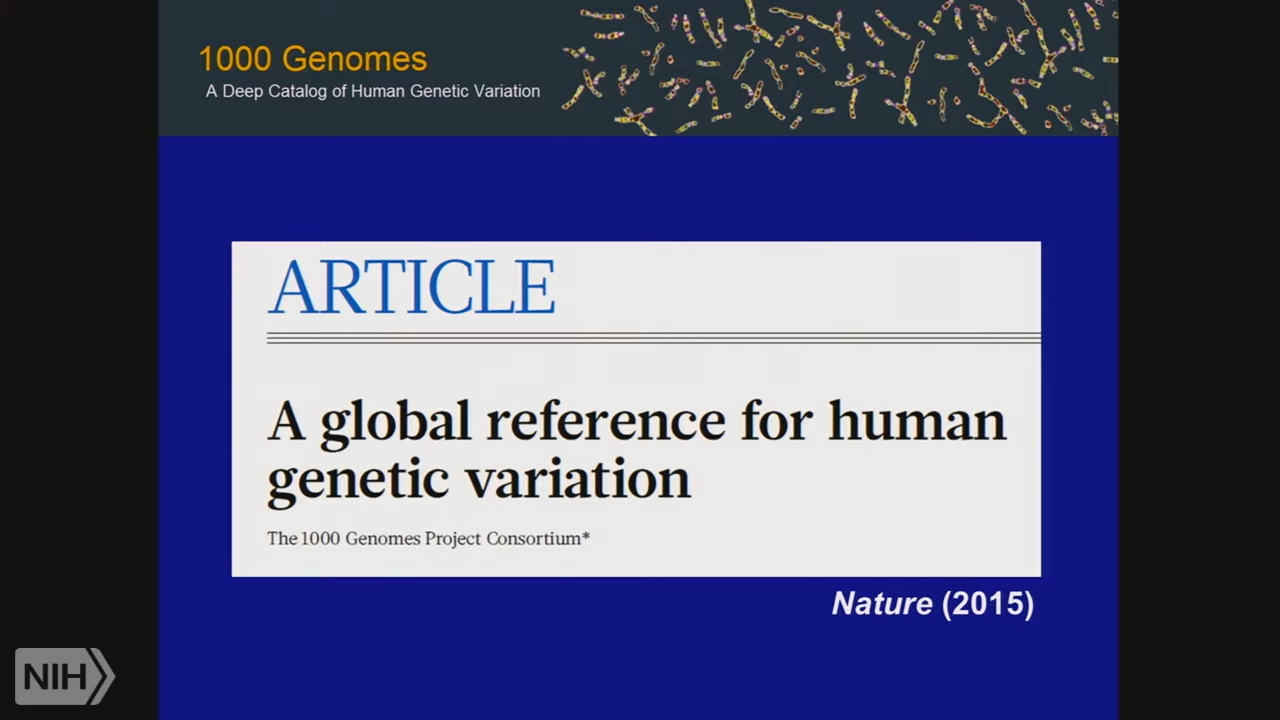 1000 Genomes
A Deep Catalog of Human Genetic Variation
ARTICLE
A global reference for human
genetic variation
The 1000 Genomes Project Consortium*
Nature (2015)
NIH